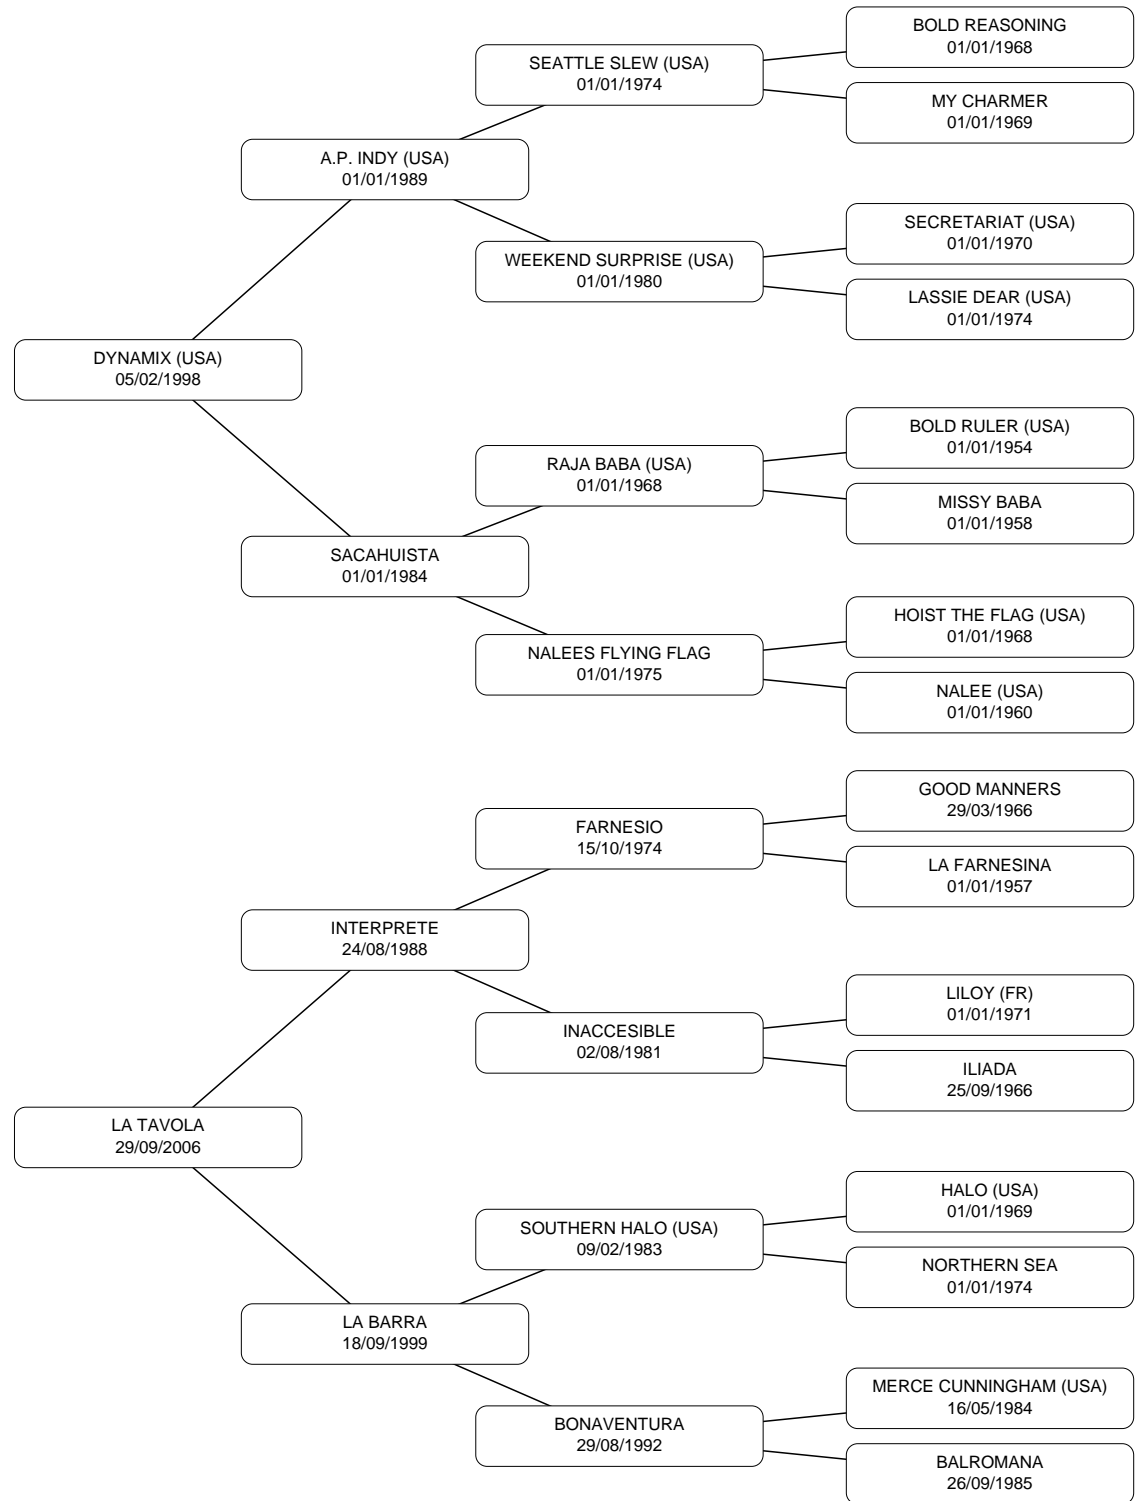 BOLD REASONING
01/01/1968
SEATTLE SLEW (USA)
01/01/1974
MY CHARMER
01/01/1969
A.P. INDY (USA)
01/01/1989
SECRETARIAT (USA)
01/01/1970
WEEKEND SURPRISE (USA)
01/01/1980
LASSIE DEAR (USA)
01/01/1974
DYNAMIX (USA)
05/02/1998
BOLD RULER (USA)
01/01/1954
RAJA BABA (USA)
01/01/1968
MISSY BABA
01/01/1958
SACAHUISTA
01/01/1984
HOIST THE FLAG (USA)
01/01/1968
NALEES FLYING FLAG
01/01/1975
NALEE (USA)
01/01/1960
GOOD MANNERS
29/03/1966
FARNESIO
15/10/1974
LA FARNESINA
01/01/1957
INTERPRETE
24/08/1988
LILOY (FR)
01/01/1971
INACCESIBLE
02/08/1981
ILIADA
25/09/1966
LA TAVOLA
29/09/2006
HALO (USA)
01/01/1969
SOUTHERN HALO (USA)
09/02/1983
NORTHERN SEA
01/01/1974
LA BARRA
18/09/1999
MERCE CUNNINGHAM (USA)
16/05/1984
BONAVENTURA
29/08/1992
BALROMANA
26/09/1985